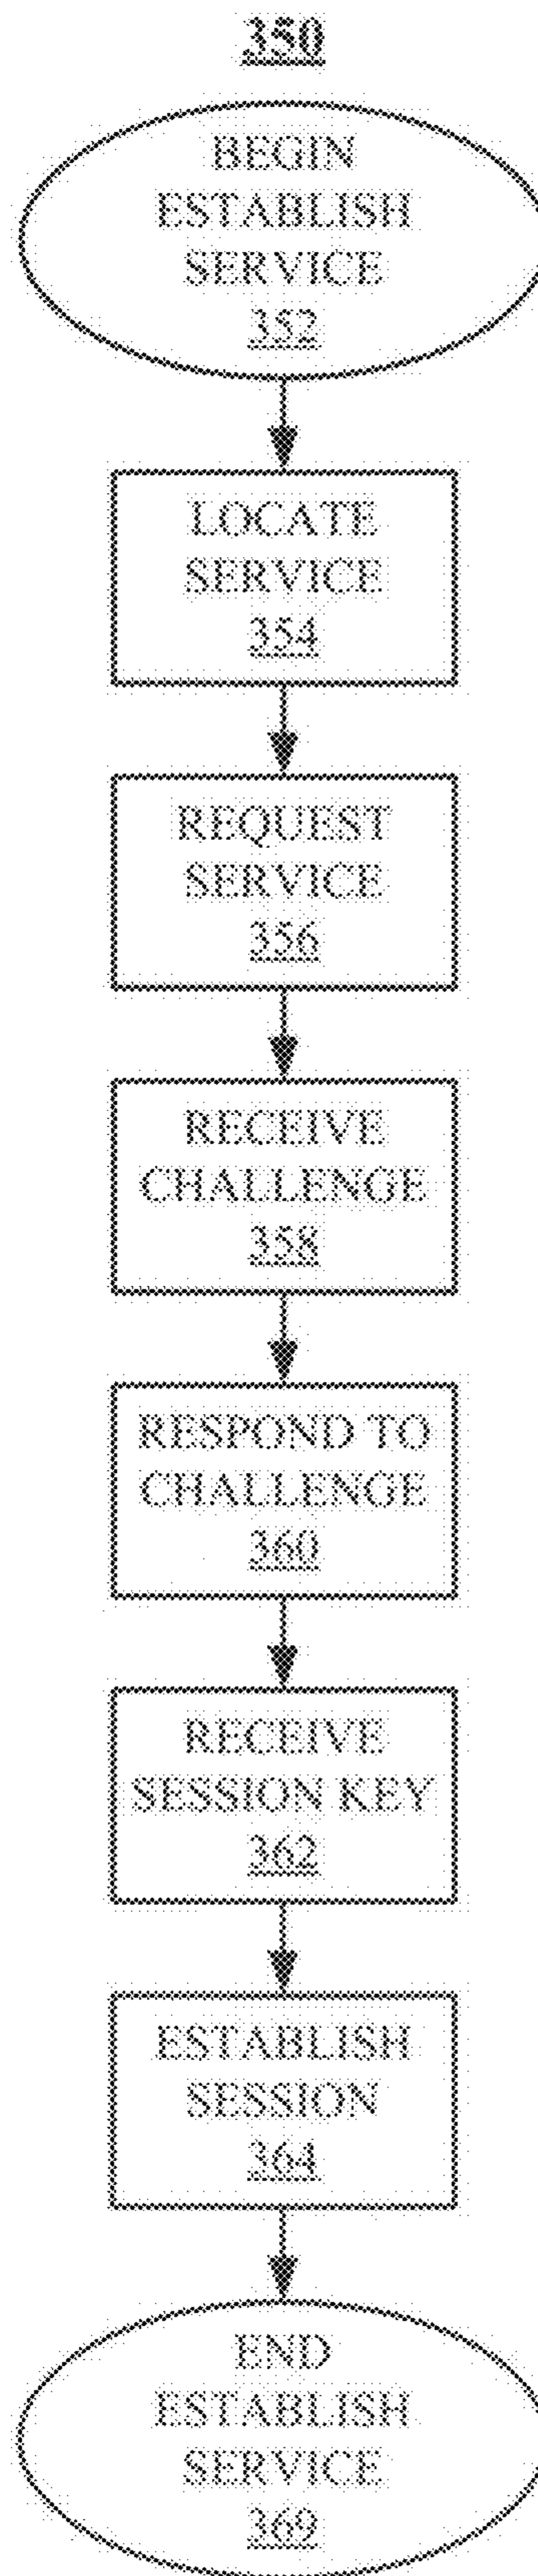 350
BEGIN
ESTABLISH
SERVICE
352
LOCATE
SERVICE
354
REQUEST
SERVICE
356
RECEIVE
CHALLENGE
358
RESPOND TO
CHALLENGE
360
RECEIVE
SESSION KEY
362
ESTABLISH
SESSION
364
END
ESTABLISH
SERVICE
369